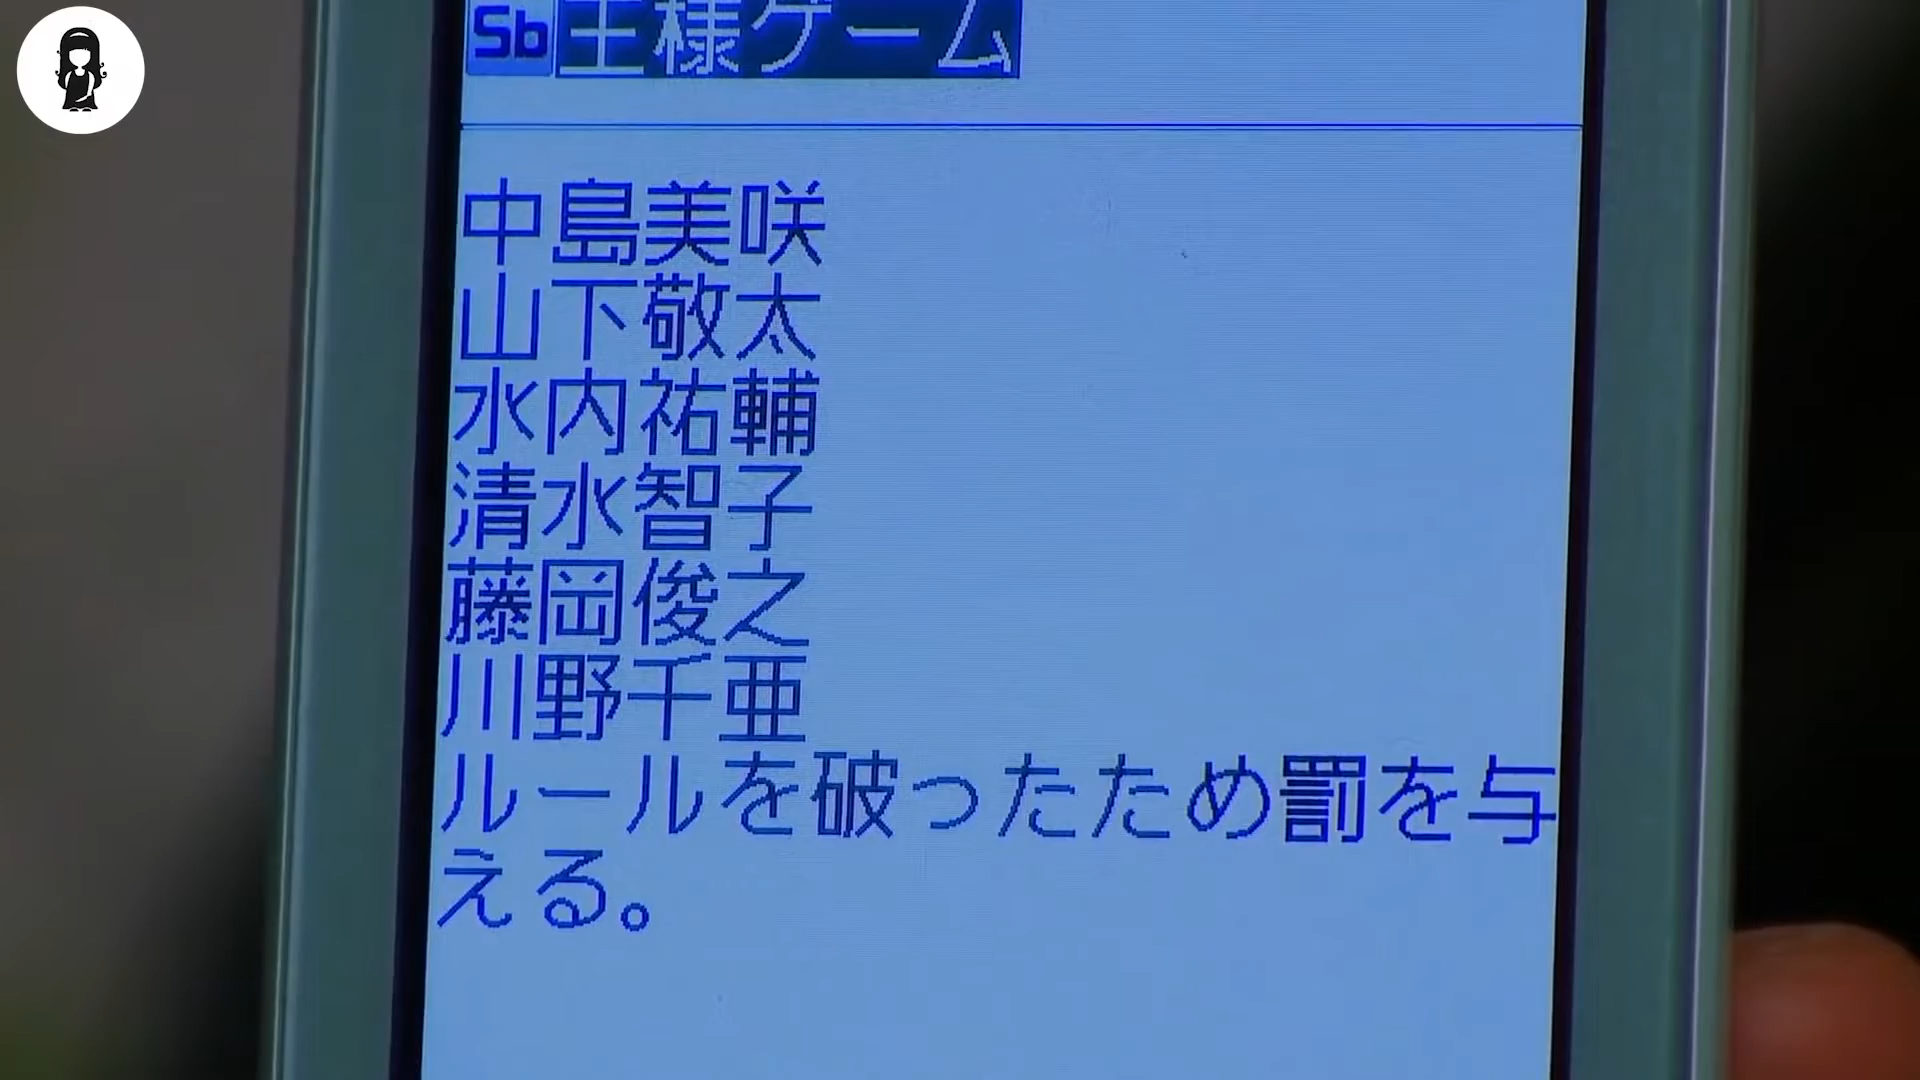 Sb王様ゲーム
中島美咲
山下敬太
水内祐輔
清水智子
藤岡俊之
川野千亜
ルールを破ったため罰を与
える。